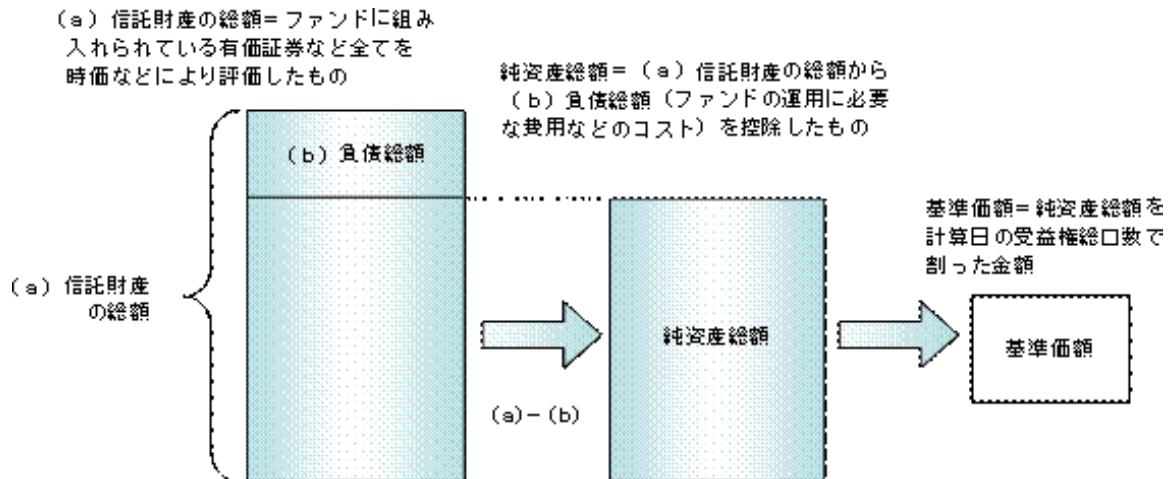 (a) 信託財産の総額=ファンドに組み
入れられている有価証券など全てを
時価などにより評価したもの
純資産総額=(a)信託財産の総額から
(b)負債総額(ファンドの運用に必要
な費用などのコスト)を控除したもの
(b)負債総額
基準価額=純資産総額を
計算日の受益権総口数で
割った金額
(a)信託財産
の総額
純資産総額
基準価額
(a)-(b)